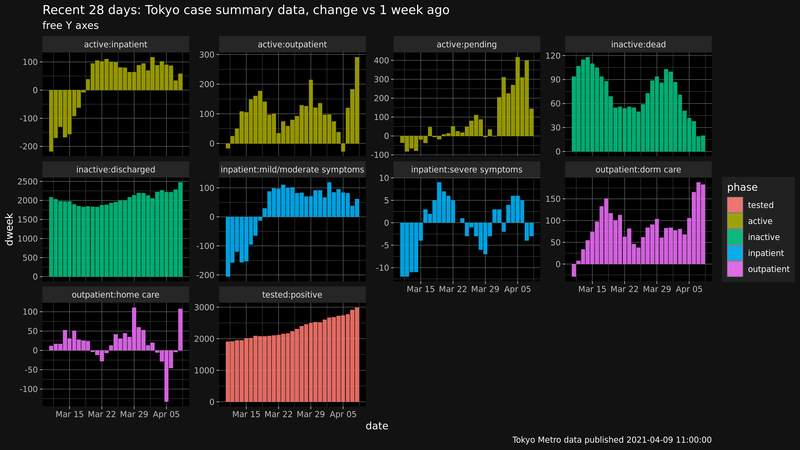 Recent 28 days: Tokyo case summary data, change vs 1 week ago
free Y axes
active:inpatient
active:outpatient
active:pending
inactive:dead
100
0
-100
-200
300
200
100
0
400
300
200
100
0
-100
120
90
60
30
0
inactive:discharged
inpatient:mild/moderate symptoms
inpatient:severe symptoms
outpatient:dorm care
2500
2000
1500
1000
500
0
100
0
-100
-200
10
5
0
-5
-10
150
100
50
0
Mar 15 Mar 22 Mar 29 Apr 05
Mar 15 Mar 22 Mar 29 Apr 05
outpatient:home care
tested:positive
100
50
0
-50
-100
3000
2000
1000
0
Mar 15 Mar 22 Mar 29 Apr 05
Mar 15 Mar 22 Mar 29 Apr 05
dweek
date
phase
tested
active
inactive
inpatient
outpatient
Tokyo Metro data published 2021-04-09 11:00:00